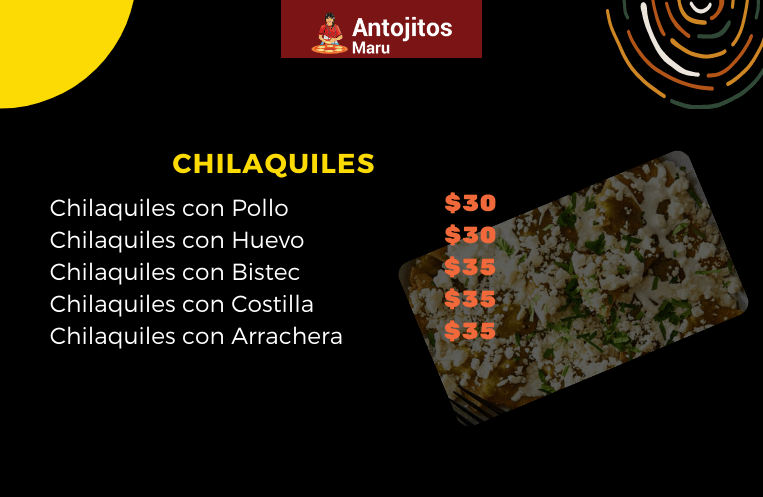 Antojitos
Maru
CHILAQUILES
Chilaquiles con Pollo $30
Chilaquiles con Huevo $30
Chilaquiles con Bistec $35
Chilaquiles con Costilla $35
Chilaquiles con Arrachera $35